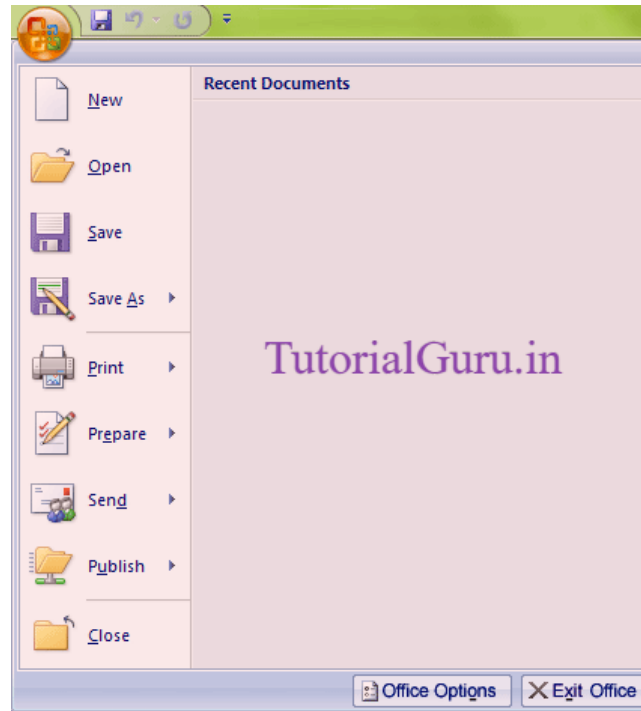 Recent Documents
New
Open
Save
Save As
Print
TutorialGuru.in
Prepare
Send
Publish
Close
Office Options
Exit Office